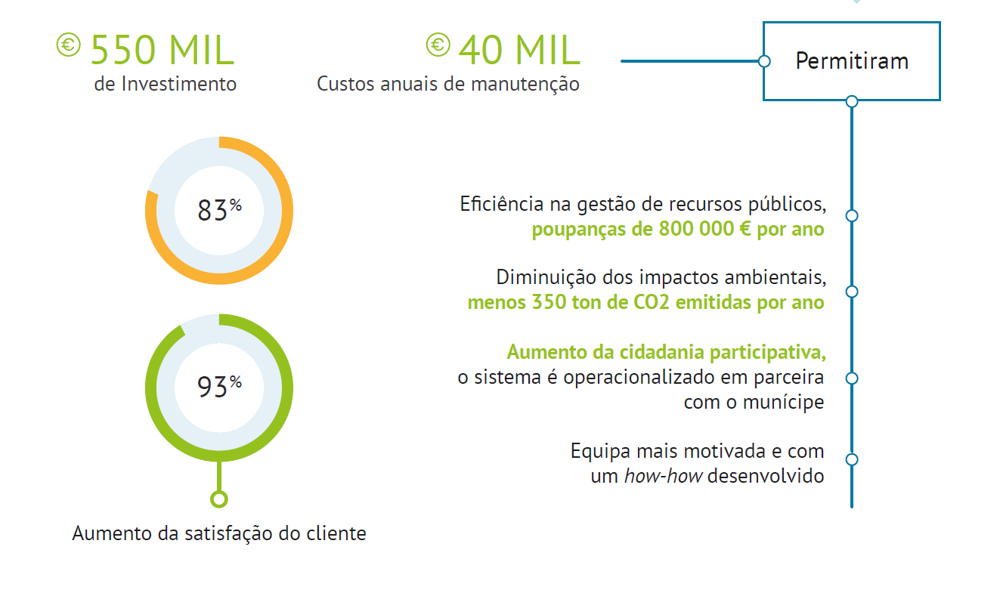 € 550 MIL
de Investimento
€ 40 MIL
Custos anuais de manutenção
Permitiram
83%
93%
Aumento da satisfação do cliente
Eficiência na gestão de recursos públicos,
poupanças de 800 000 € por ano
Diminuição dos impactos ambientais,
menos 350 ton de CO2 emitidas por ano
Aumento da cidadania participativa,
o sistema é operacionalizado em parceira
com o munícipe
Equipa mais motivada e com
um how-how desenvolvido